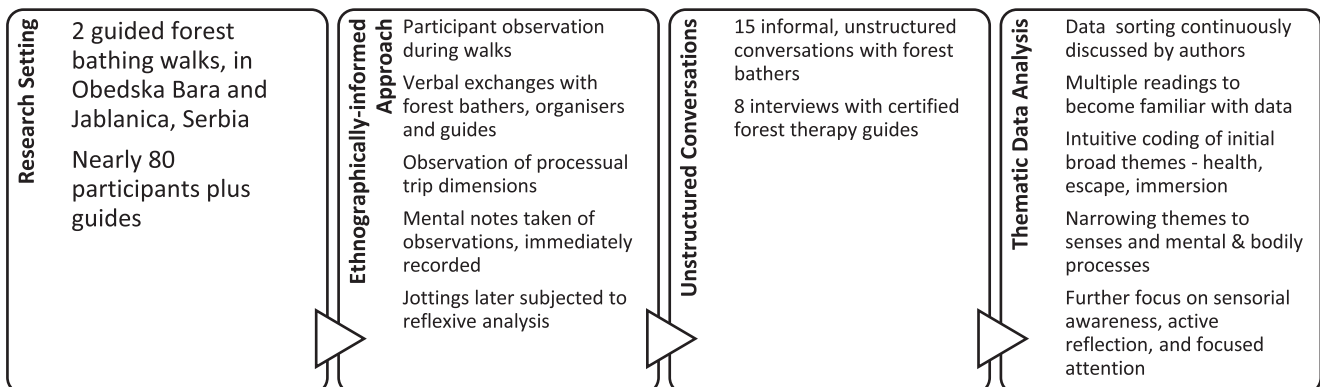 Research Setting
2 guided forest
bathing walks, in
Obedska Bara and
Jablanica, Serbia
Nearly 80
participants plus
guides
Ethnographically-informed
Approach
Participant observation
during walks
Verbal exchanges with
forest bathers, organisers
and guides
Observation of processual
trip dimensions
Mental notes taken of
observations, immediately
recorded
Jottings later subjected to
reflexive analysis
Unstructured Conversations
15 informal, unstructured
conversations with forest
bathers
8 interviews with certified
forest therapy guides
Thematic Data Analysis
Data sorting continuously
discussed by authors
Multiple readings to
become familiar with data
Intuitive coding of initial
broad themes - health,
escape, immersion
Narrowing themes to
senses and mental & bodily
processes
Further focus on sensorial
awareness, active
reflection, and focused
attention